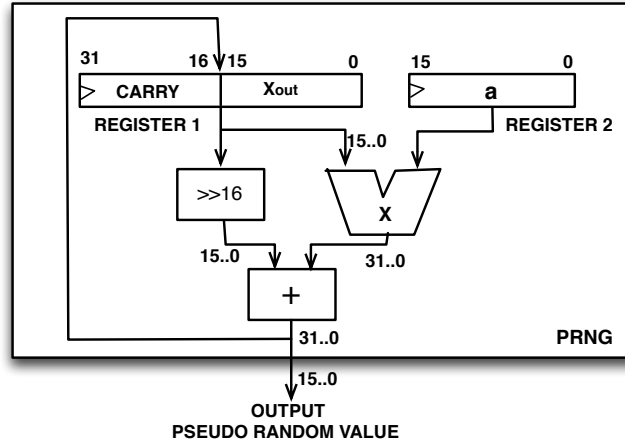 31
16
15
0
15
0
CARRY
Xout
a
REGISTER 1
REGISTER 2
15..0
>>16
X
15..0
31..0
+
31..0
PRNG
15..0
OUTPUT
PSEUDO RANDOM VALUE